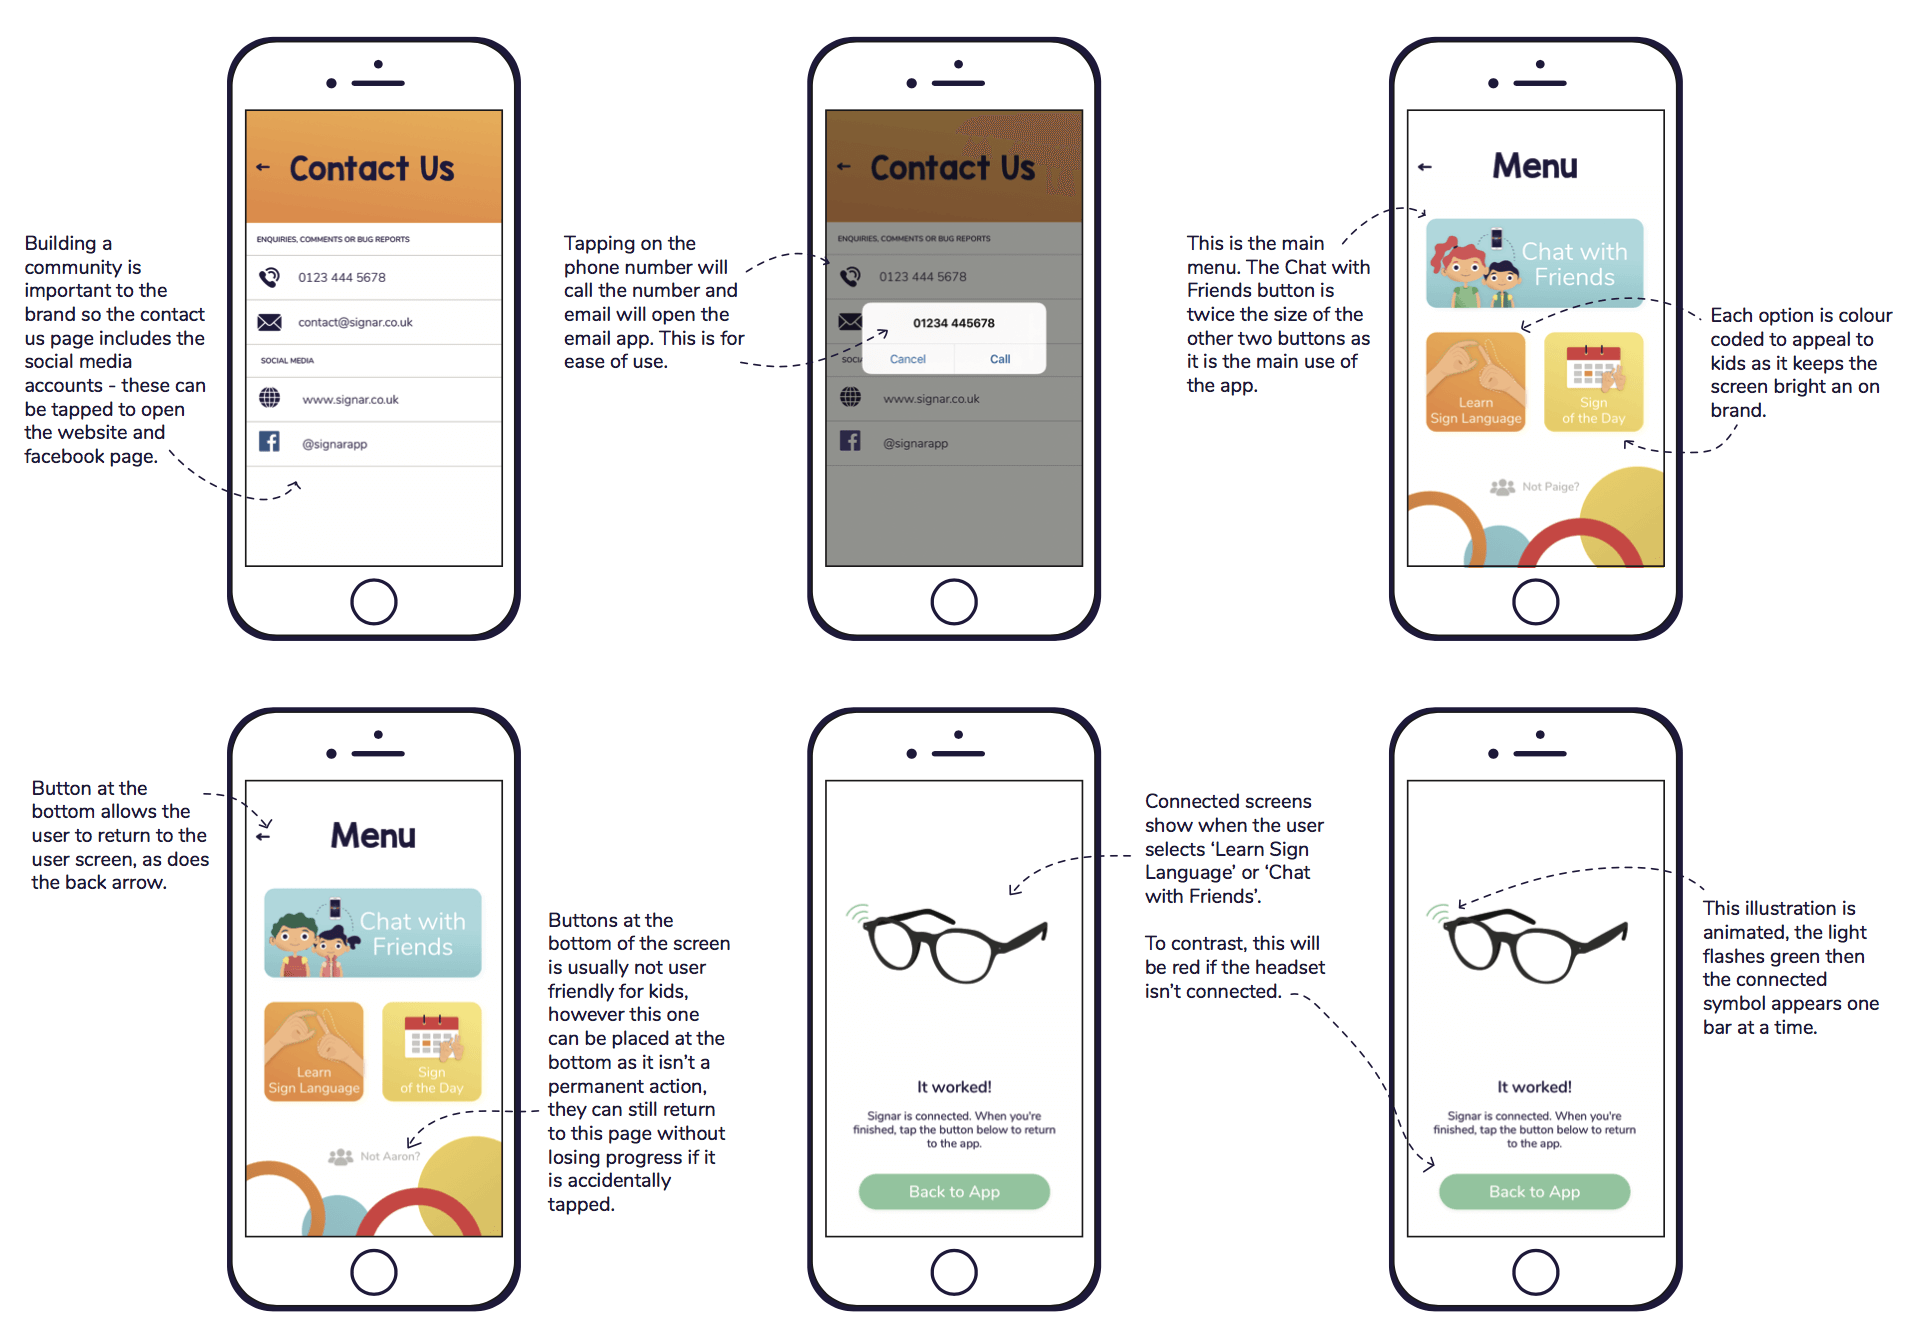 Building a
community is
important to the
brand so the contact
us page includes the
social media
accounts - these can
be tapped to open
the website and
facebook page.
Contact Us
ENQUIRIES, COMMENTS OR BUG REPORTS
0123 444 5678
contact@signar.co.uk
SOCIAL MEDIA
www.signar.co.uk
f
@signarapp
Tapping on the
phone number will
call the number and
email will open the
email app. This is for
ease of use.
Contact Us
ENQUIRIES, COMMENTS OR BUG REPORTS
0123 444 5678
01234 445678
Cancel Call
SOCIA
www.signar.co.uk
f
@signarapp
This is the main
menu. The Chat with
Friends button is
twice the size of the
other two buttons as
it is the main use of
the app.
Menu
Chat with
Friends
Learn
Sign Language
Sign
of the Day
Not Paige?
Each option is colour
coded to appeal to
kids as it keeps the
screen bright an on
brand.
Button at the
bottom allows the
user to return to the
user screen, as does
the back arrow.
Menu
Chat with
Friends
Learn
Sign Language
Sign
of the Day
Not Aaron?
Buttons at the
bottom of the screen
is usually not user
friendly for kids,
however this one
can be placed at the
bottom as it isn't a
permanent action,
they can still return
to this page without
losing progress if it
is accidentally
tapped.
It worked!
Signar is connected. When you're
finished, tap the button below to return
to the app.
Back to App
Connected screens
show when the user
selects ‘Learn Sign
Language’ or ‘Chat
with Friends’.
To contrast, this will
be red if the headset
isn’t connected.
It worked!
Signar is connected. When you're
finished, tap the button below to return
to the app.
Back to App
This illustration is
animated, the light
flashes green then
the connected
symbol appears one
bar at a time.